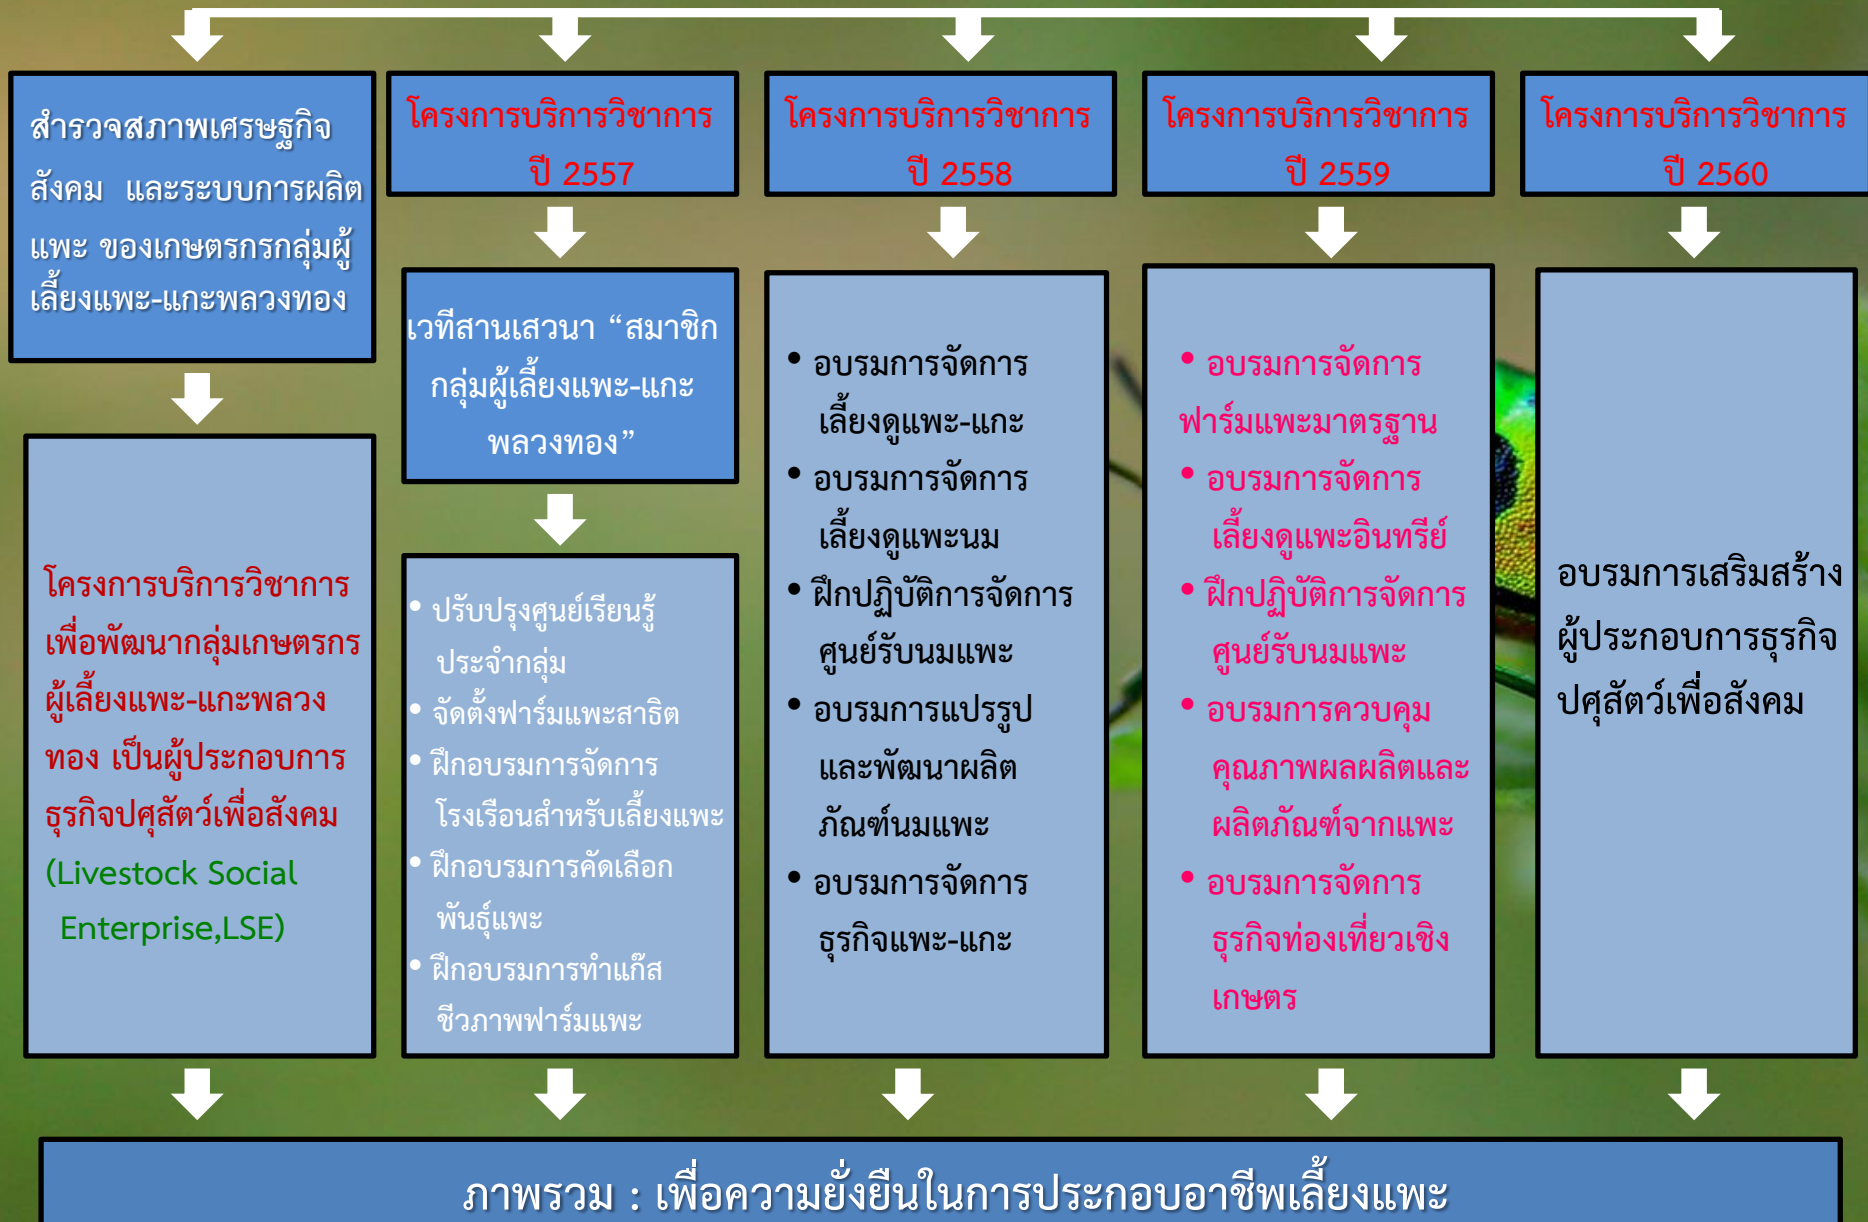 สำรวจสภาพเศรษฐกิจ
สังคม และระบบการผลิต
แพะ ของเกษตรกรกลุ่มผู้
เลี้ยงแพะ-แกะพลวงทอง
โครงการบริการวิชาการ
เพื่อพัฒนากลุ่มเกษตรกร
ผู้เลี้ยงแพะ-แกะพลวง
ทอง เป็นผู้ประกอบการ
ธุรกิจปศุสัตว์เพื่อสังคม
(Livestock Social
Enterprise,LSE)
โครงการบริการวิชาการ
ปี 2557
เวทีสานเสวนา “สมาชิก
กลุ่มผู้เลี้ยงแพะ-แกะ
พลวงทอง”
• ปรับปรุงศูนย์เรียนรู้
ประจำกลุ่ม
• จัดตั้งฟาร์มแพะสาธิต
• ฝึกอบรมการจัดการ
โรงเรือนสำหรับเลี้ยงแพะ
• ฝึกอบรมการคัดเลือก
พันธุ์แพะ
• ฝึกอบรมการทำแก๊ส
ชีวภาพฟาร์มแพะ
โครงการบริการวิชาการ
ปี 2558
• อบรมการจัดการ
เลี้ยงดูแพะ-แกะ
• อบรมการจัดการ
เลี้ยงดูแพะนม
• ฝึกปฏิบัติการจัดการ
ศูนย์รับนมแพะ
• อบรมการแปรรูป
และพัฒนาผลิต
ภัณฑ์นมแพะ
• อบรมการจัดการ
ธุรกิจแพะ-แกะ
โครงการบริการวิชาการ
ปี 2559
• อบรมการจัดการ
ฟาร์มแพะมาตรฐาน
• อบรมการจัดการ
เลี้ยงดูแพะอินทรีย์
• ฝึกปฏิบัติการจัดการ
ศูนย์รับนมแพะ
• อบรมการควบคุม
คุณภาพผลผลิตและ
ผลิตภัณฑ์จากแพะ
• อบรมการจัดการ
ธุรกิจท่องเที่ยวเชิง
เกษตร
โครงการบริการวิชาการ
ปี 2560
อบรมการเสริมสร้าง
ผู้ประกอบการธุรกิจ
ปศุสัตว์เพื่อสังคม
ภาพรวม : เพื่อความยั่งยืนในการประกอบอาชีพเลี้ยงแพะ